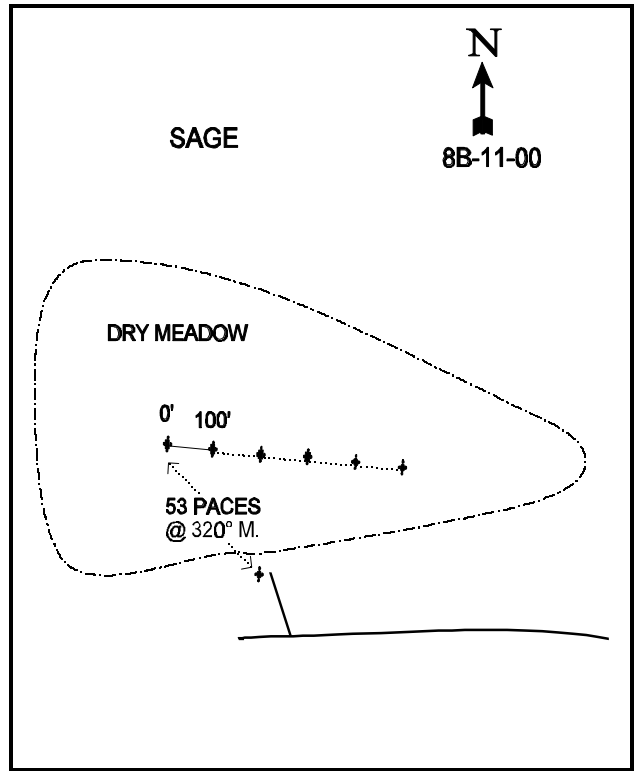 N
SAGE
8B-11-00
DRY MEADOW
0'
100'
53 PACES
@ 320° M.